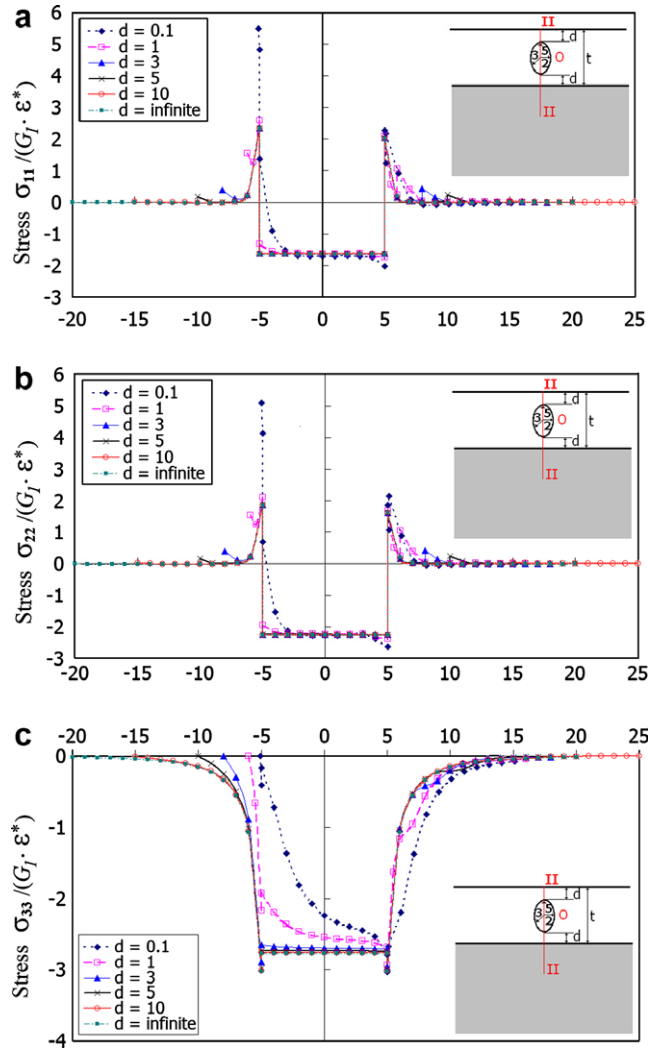 a
Stress σ11/(GI· ε*)
6
5
4
3
2
1
0
-1
-2
-3
d = 0.1
d = 1
d = 3
d = 5
d = 10
d = infinite
II
d
3 5
2
O
t
d
II
-20 -15 -10 -5 0 5 10 15 20 25
b
Stress σ22/(GI· ε*)
6
5
4
3
2
1
0
-1
-2
-3
d = 0.1
d = 1
d = 3
d = 5
d = 10
d = infinite
II
d
3 5
2
O
t
d
II
-20 -15 -10 -5 0 5 10 15 20 25
c
-20 -15 -10 -5 0 5 10 15 20 25
Stress σ33/(GI· ε*)
0
-1
-2
-3
-4
d = 0.1
d = 1
d = 3
d = 5
d = 10
d = infinite
II
d
3 5
2
O
t
d
II